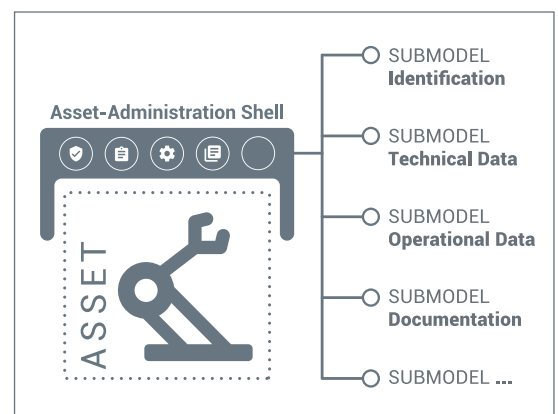 Asset-Administration Shell
ASSET
SUBMODEL
Identification
SUBMODEL
Technical Data
SUBMODEL
Operational Data
SUBMODEL
Documentation
SUBMODEL ...